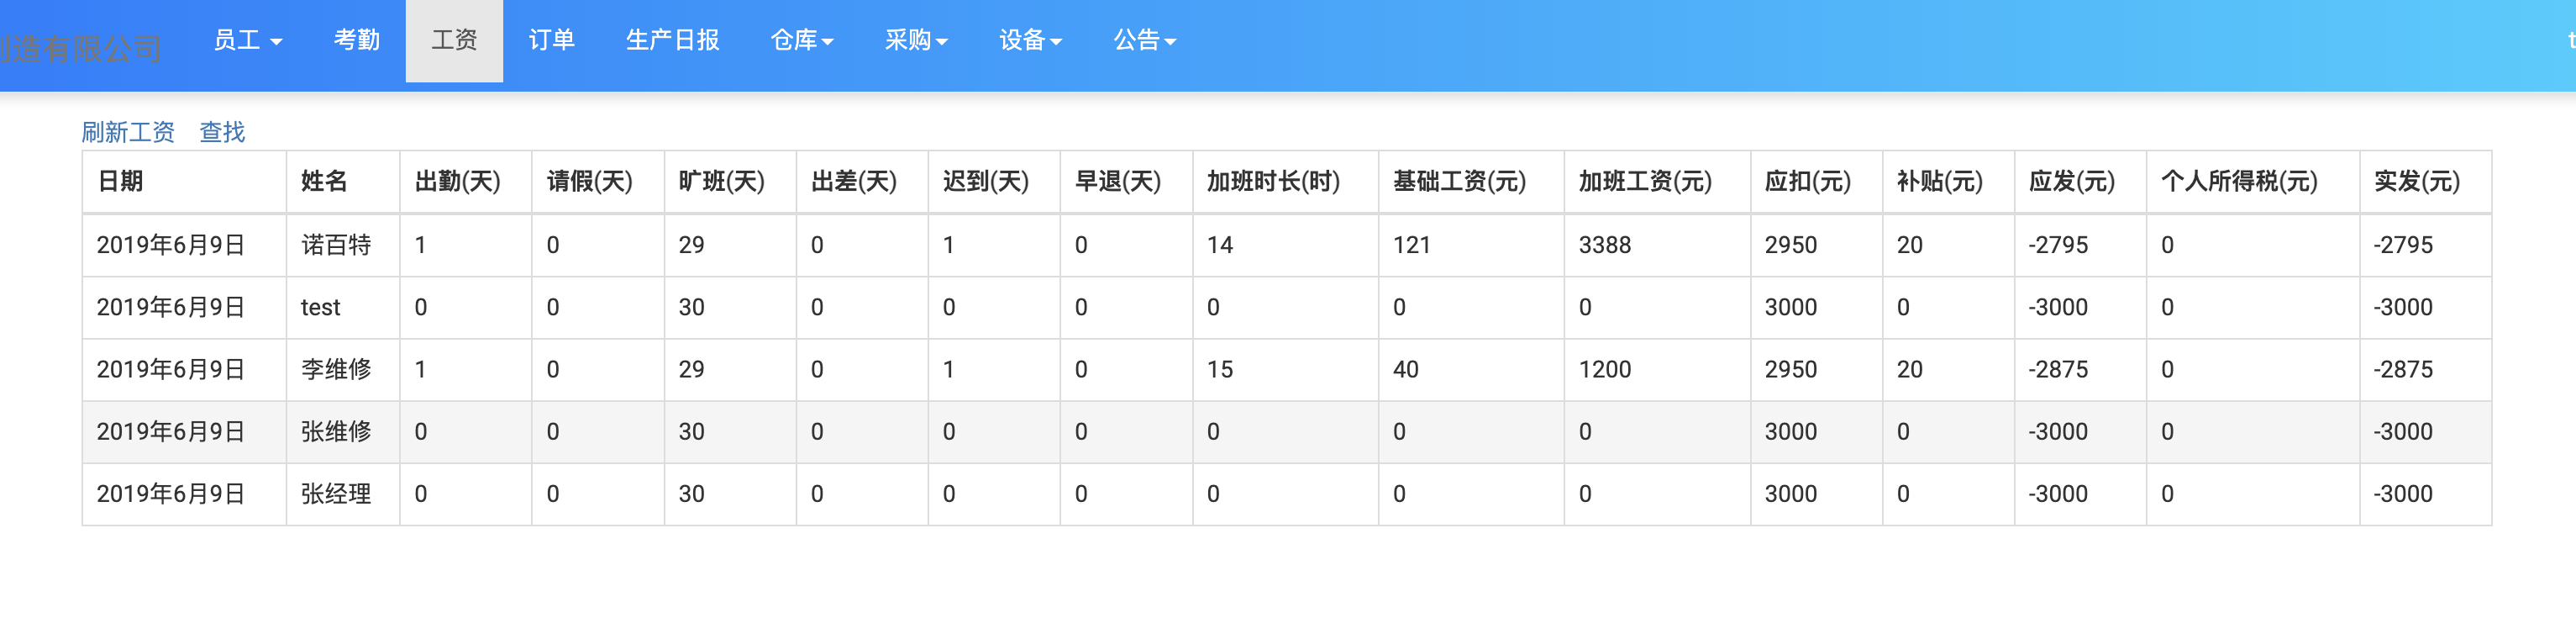 造有限公司 员工 考勤 工资 订单 生产日报 仓库 采购 设备 公告
刷新工资 查找
日期 姓名 出勤(天) 请假(天) 旷班(天) 出差(天) 迟到(天) 早退(天) 加班时长(时) 基础工资(元) 加班工资(元) 应扣(元) 补贴(元) 应发(元) 个人所得税(元) 实发(元)
2019年6月9日 诺百特 1 0 29 0 1 0 14 121 3388 2950 20 -2795 0 -2795
2019年6月9日 test 0 0 30 0 0 0 0 0 0 3000 0 -3000 0 -3000
2019年6月9日 李维修 1 0 29 0 1 0 15 40 1200 2950 20 -2875 0 -2875
2019年6月9日 张维修 0 0 30 0 0 0 0 0 0 3000 0 -3000 0 -3000
2019年6月9日 张经理 0 0 30 0 0 0 0 0 0 3000 0 -3000 0 -3000